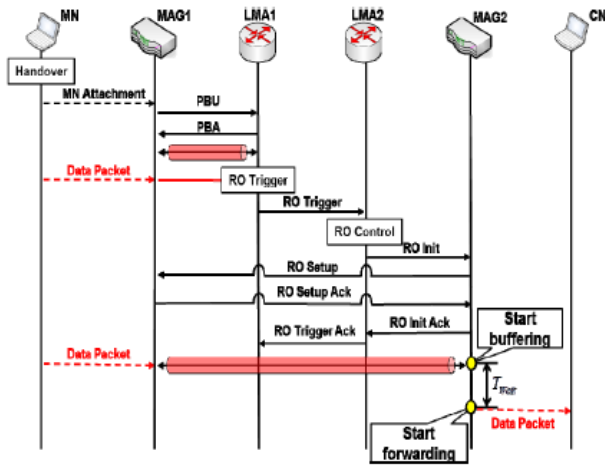 MN MAG1 LMA1 LMA2 MAG2 CN
Handover
MN Attachment
PBU
PBA
Data Packet
RO Trigger
RO Trigger
RO Control
RO Init
RO Setup
RO Setup Ack
RO Trigger Ack
RO Init Ack
Start
buffering
Data Packet
T_Wait
Data Packet
Start
forwarding